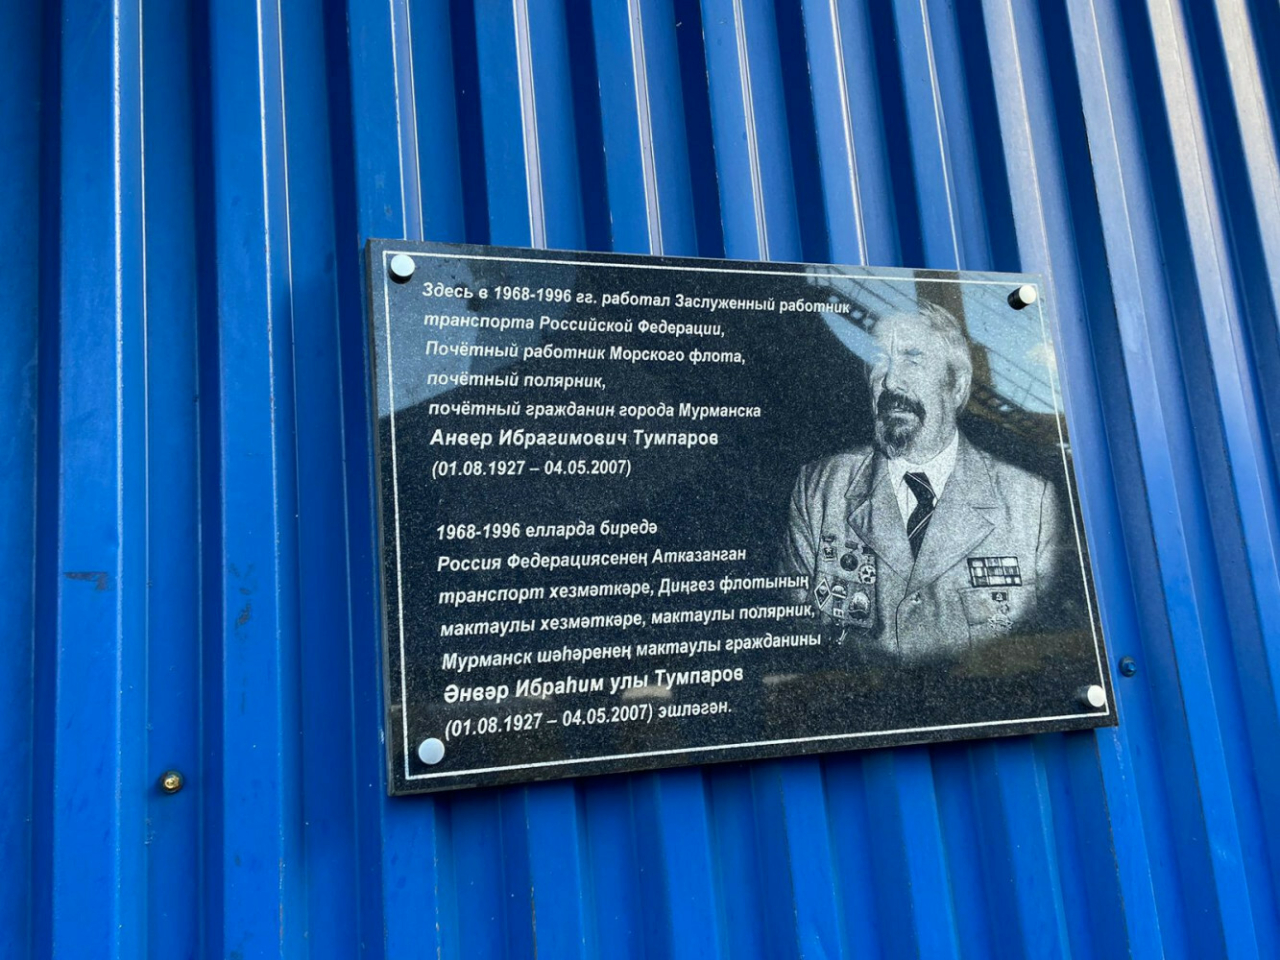 Здесь в 1968-1996 гг. работал Заслуженный работник
транспорта Российской Федерации,
Почётный работник Морского флота,
почётный полярник,
почётный гражданин города Мурманска
Анвер Ибрагимович Тумпаров
(01.08.1927 – 04.05.2007)
1968-1996 елларда биредә
Россия Федерациясенең Атказанган
транспорт хезмәткәре, Диңгез флотының
мактаулы хезмәткәре, мактаулы полярник,
Мурманск шәһәренең мактаулы гражданины
Әнвәр Ибраһим улы Тумпаров
(01.08.1927 – 04.05.2007) эшләгән.